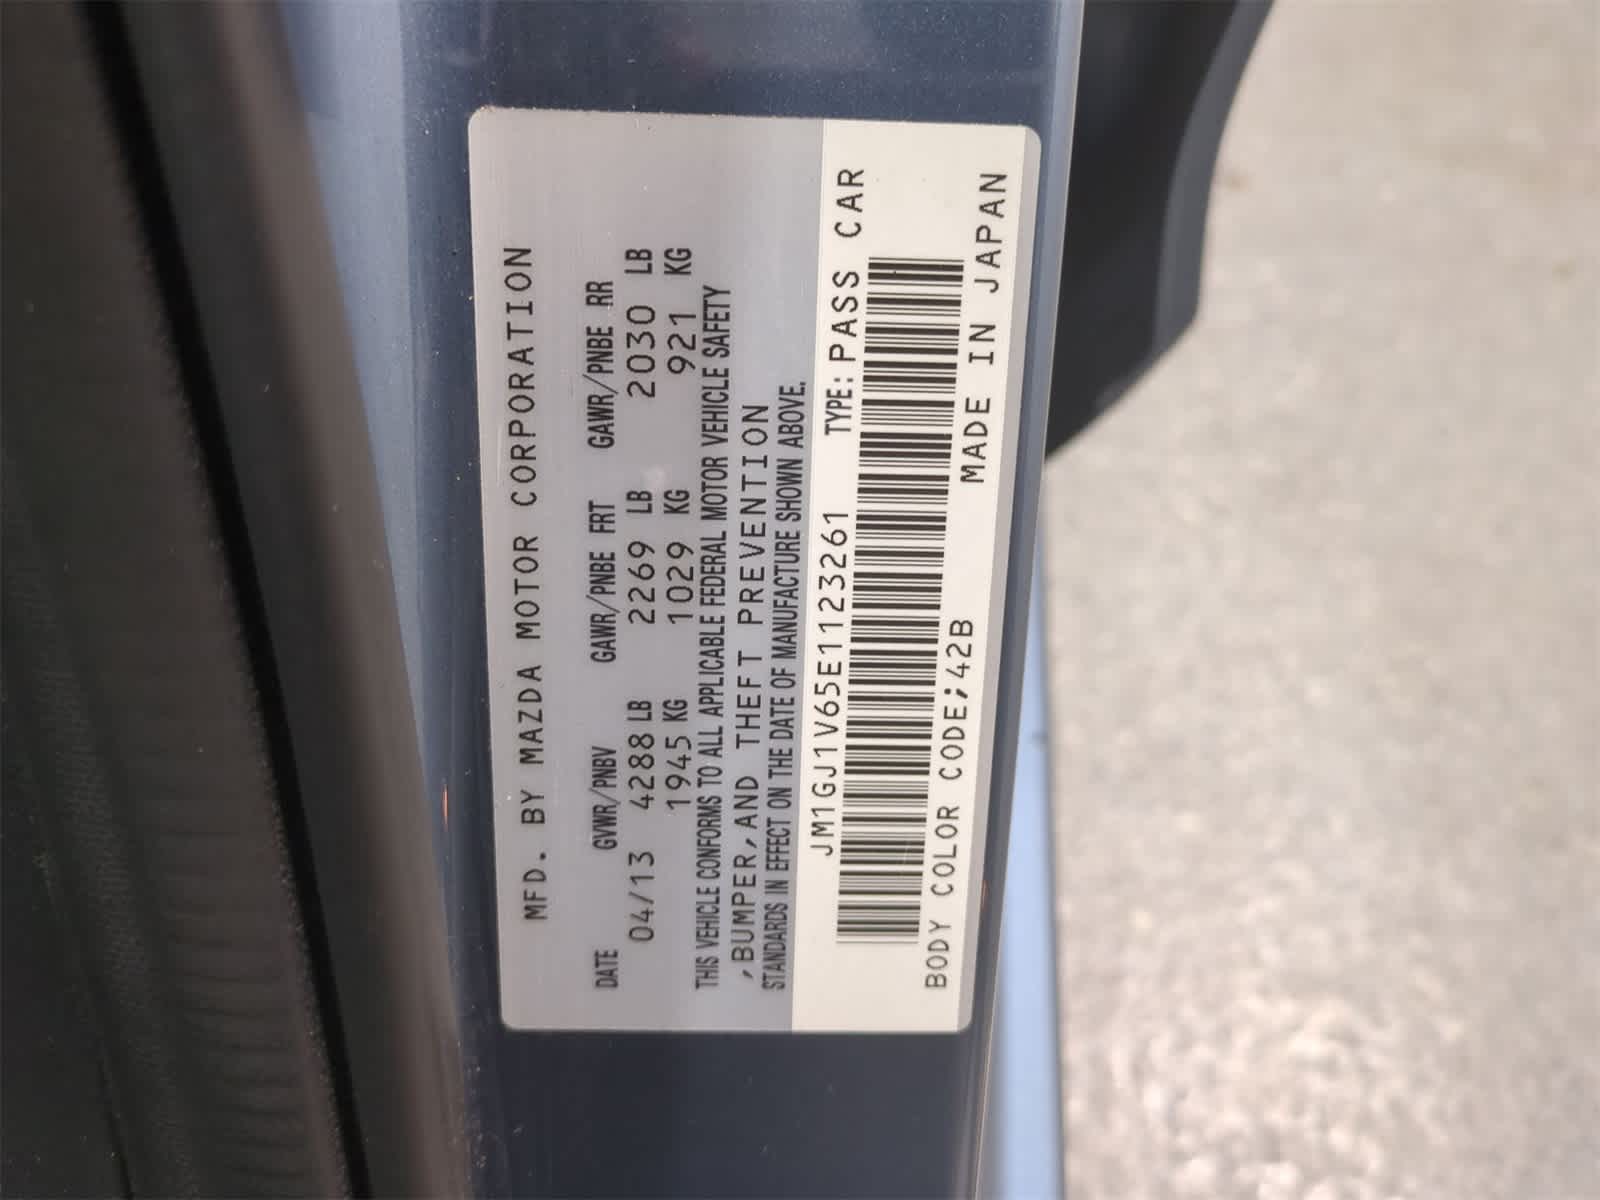 MFD. BY MAZDA MOTOR CORPORATION
DATE GVWR/PNBV GAWR/PNBE FRT GAWR/PNBE RR
04/13 4288 LB 2269 LB 2030 LB
1945 KG 1029 KG 921 KG
THIS VEHICLE CONFORMS TO ALL APPLICABLE FEDERAL MOTOR VEHICLE SAFETY
,BUMPER,AND THEFT PREVENTION
STANDARDS IN EFFECT ON THE DATE OF MANUFACTURE SHOWN ABOVE.
JM1GJ1V65E1123261 TYPE: PASS CAR
BODY COLOR CODE;42B MADE IN JAPAN